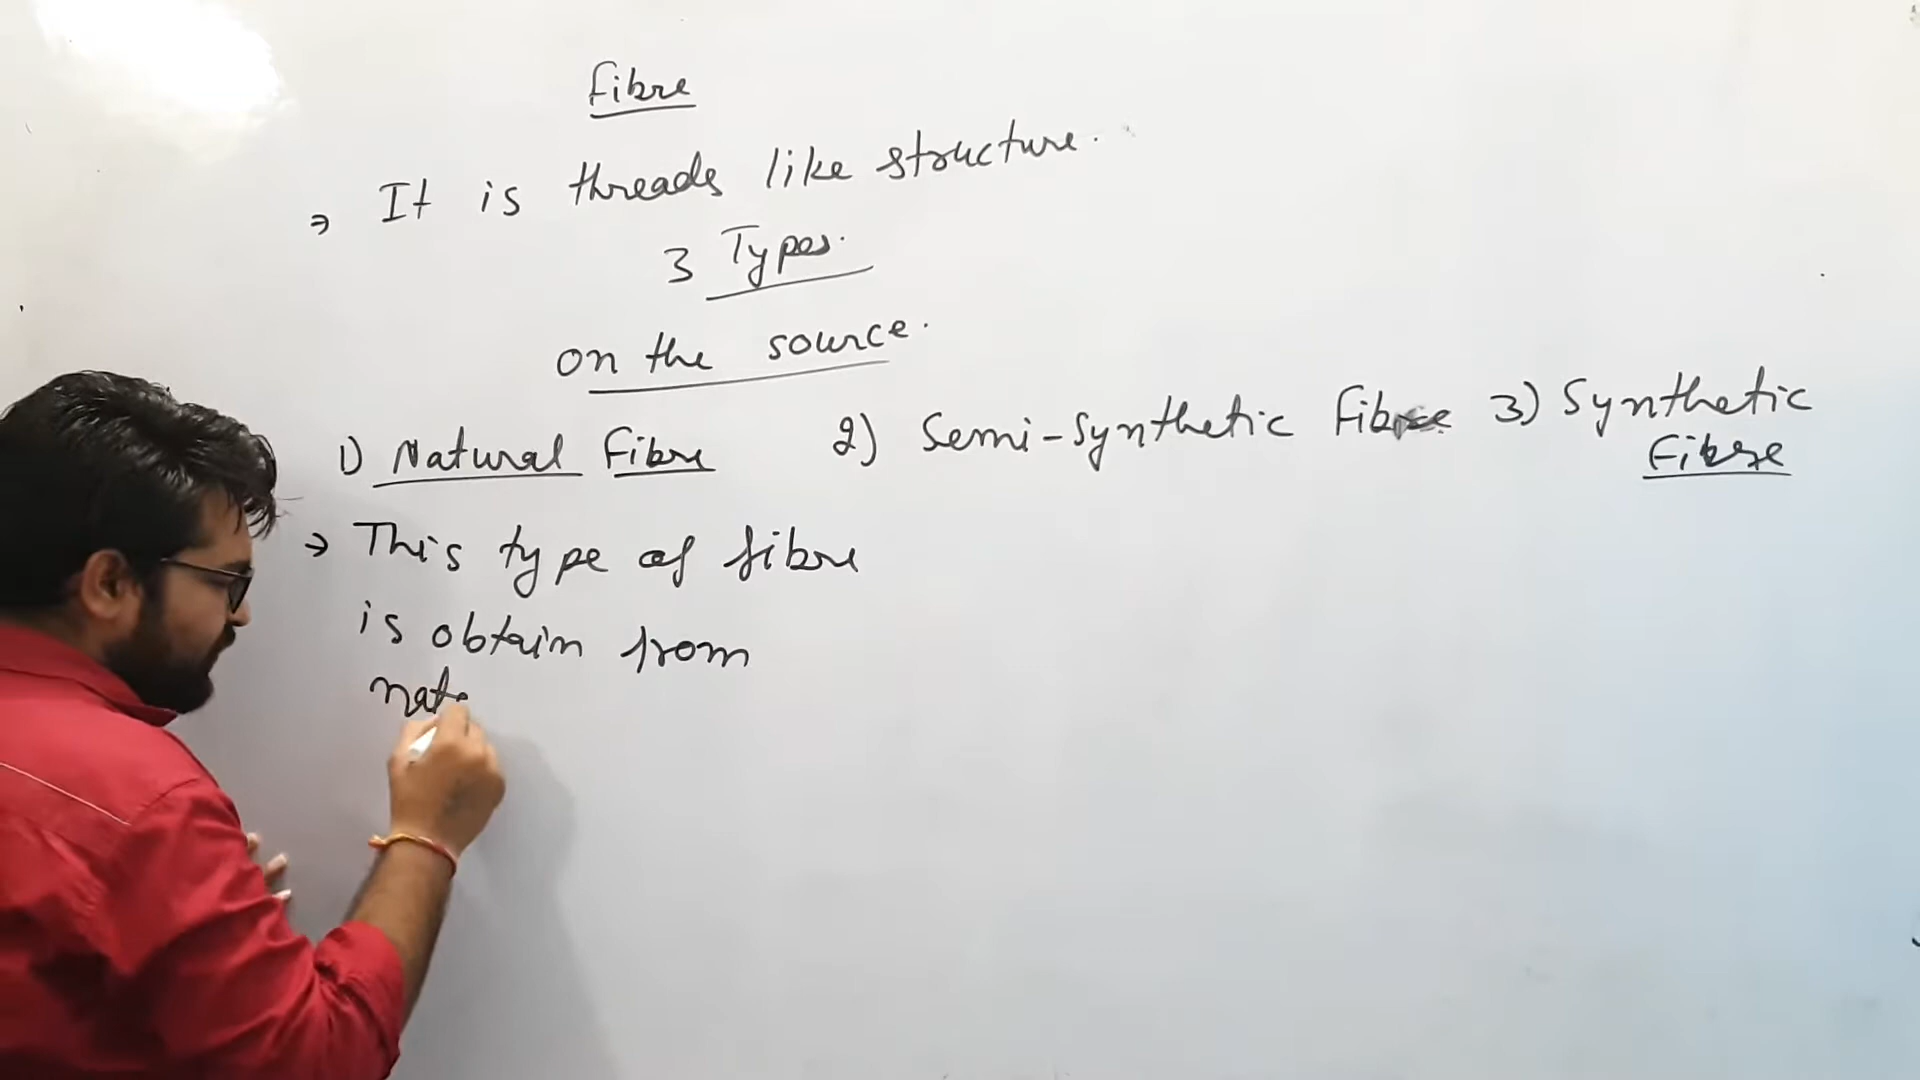 Fibre
⇒ It is threads like structure.
3 Types.
on the source.
1) Natural Fibre 2) Semi-Synthetic Fibre 3) Synthetic Fibre
→ This type of fibre
is obtain from
nat